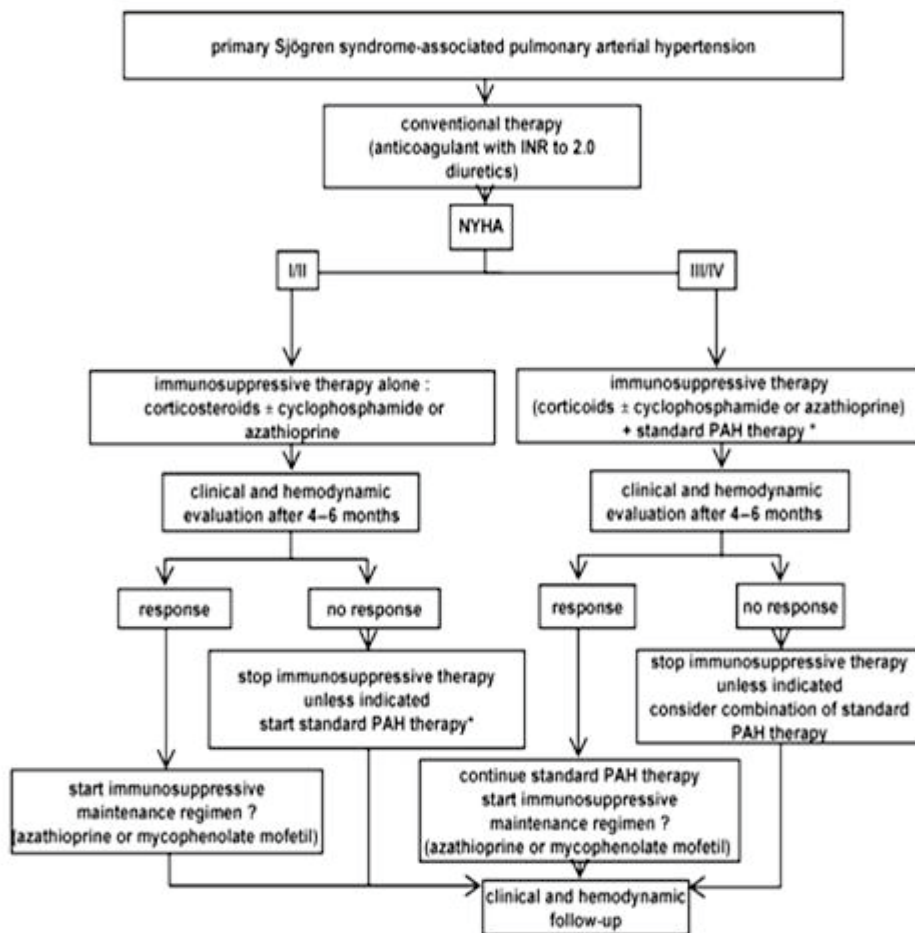 primary Sjögren syndrome-associated pulmonary arterial hypertension
conventional therapy
(anticoagulant with INR to 2.0
diuretics)
NYHA
I/II
III/IV
immunosuppressive therapy alone :
corticosteroids ± cyclophosphamide or
azathioprine
immunosuppressive therapy
(corticoids ± cyclophosphamide or azathioprine)
+ standard PAH therapy *
clinical and hemodynamic
evaluation after 4–6 months
clinical and hemodynamic
evaluation after 4–6 months
response
no response
response
no response
stop immunosuppressive therapy
unless indicated
start standard PAH therapy*
stop immunosuppressive therapy
unless indicated
consider combination of standard
PAH therapy
start immunosuppressive
maintenance regimen ?
(azathioprine or mycophenolate mofetil)
continue standard PAH therapy
start immunosuppressive
maintenance regimen ?
(azathioprine or mycophenolate mofetil)
clinical and hemodynamic
follow-up